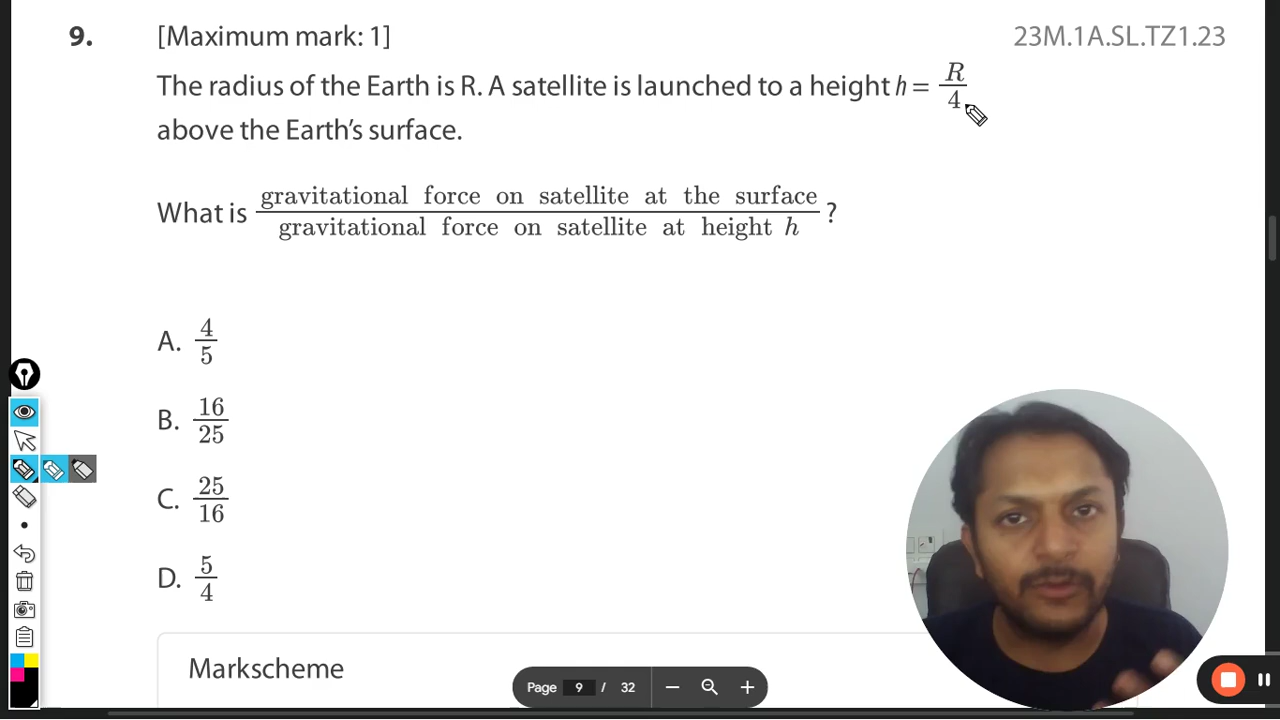 9. [Maximum mark: 1] 23M.1A.SL.TZ1.23
The radius of the Earth is R. A satellite is launched to a height h = R/4
above the Earth's surface.
What is gravitational force on satellite at the surface / gravitational force on satellite at height h ?
A. 4/5
B. 16/25
C. 25/16
D. 5/4
Markscheme
Page 9 / 32